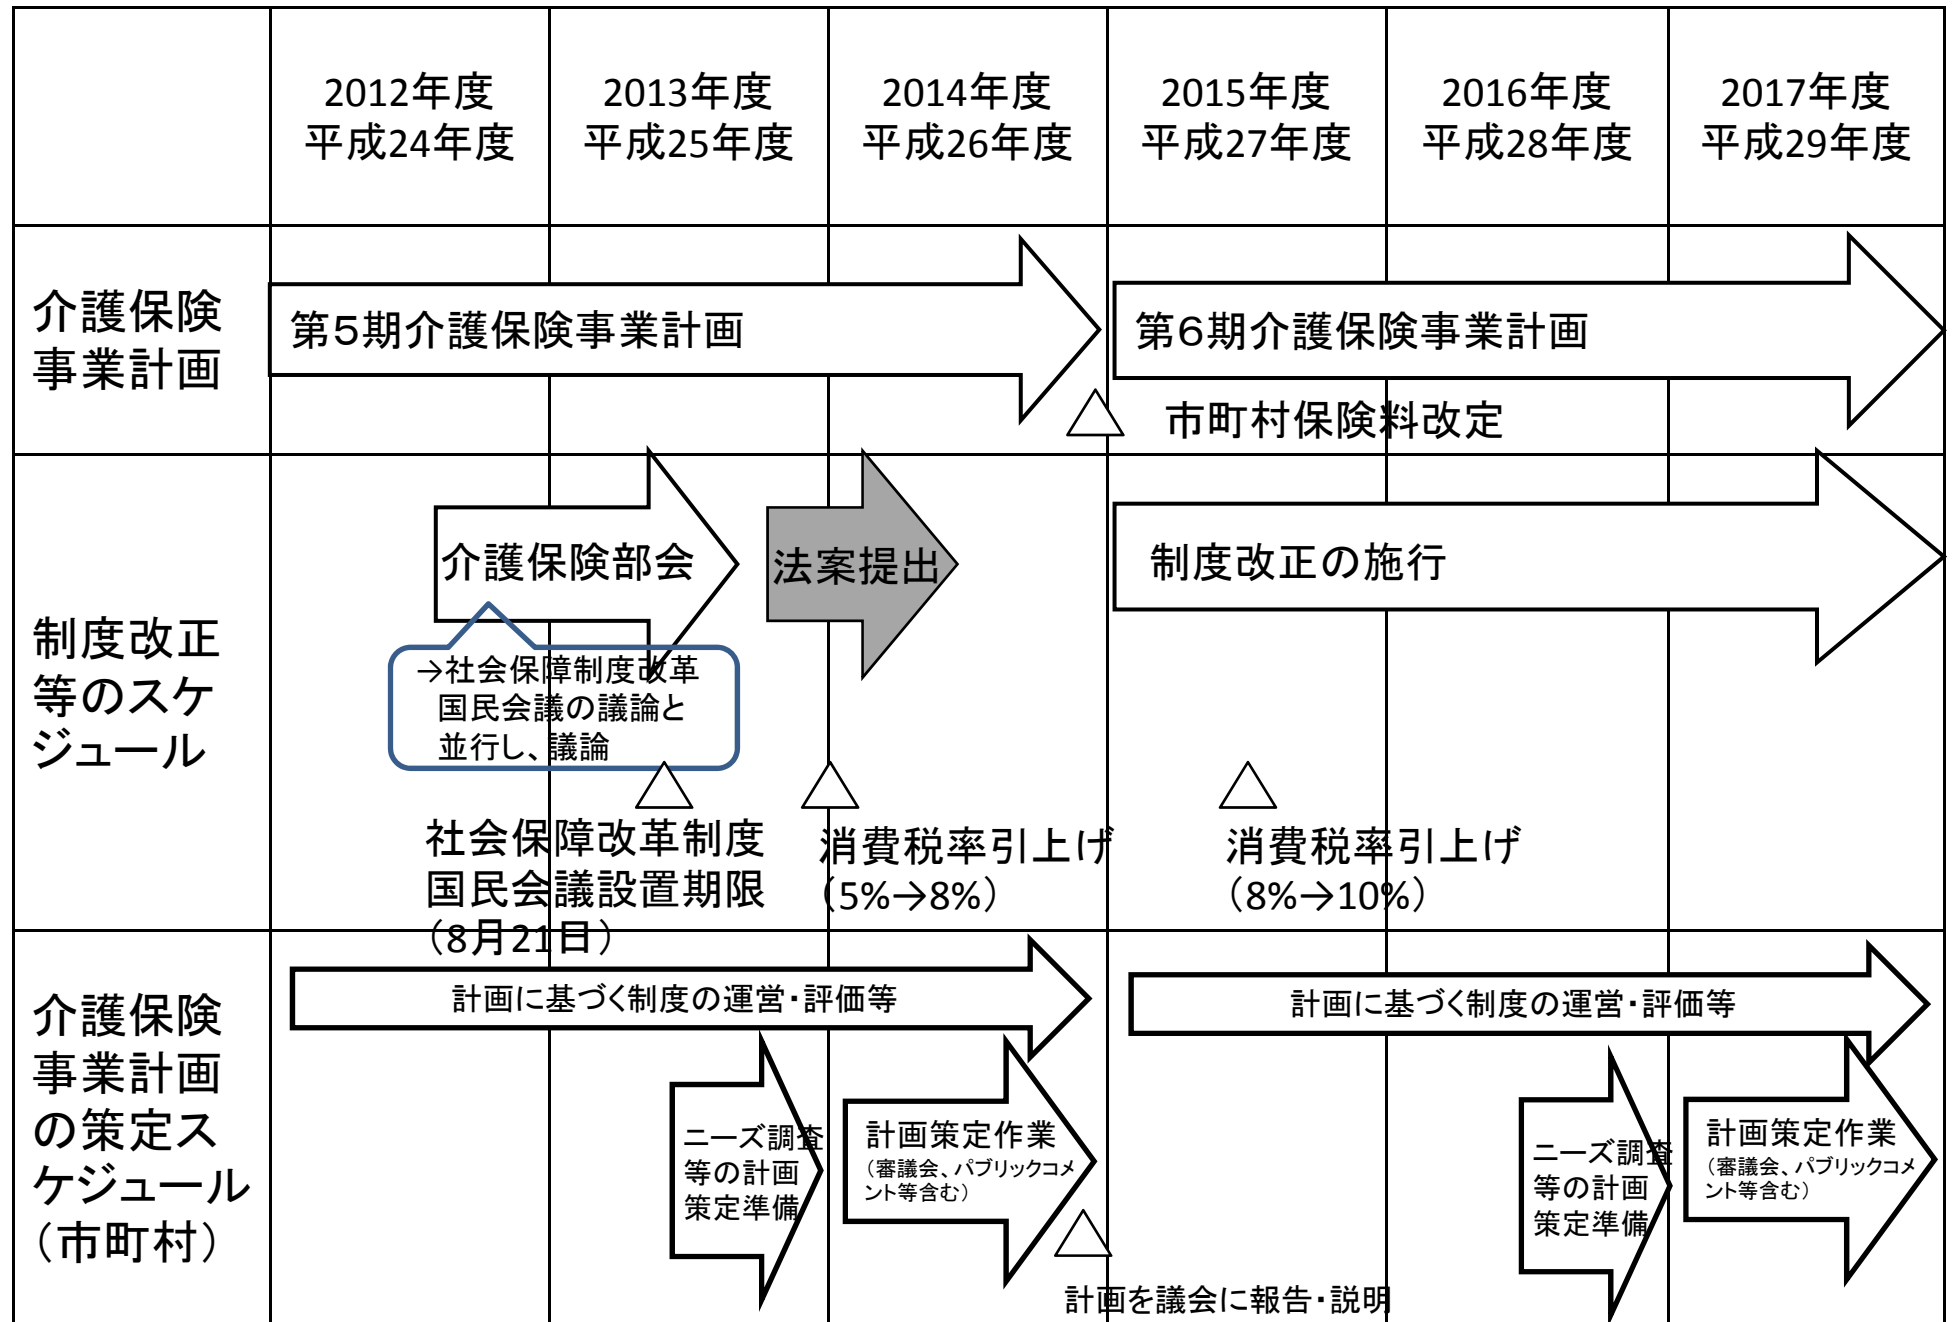 2012年度
平成24年度
2013年度
平成25年度
2014年度
平成26年度
2015年度
平成27年度
2016年度
平成28年度
2017年度
平成29年度
介護保険
事業計画
第5期介護保険事業計画
第6期介護保険事業計画
市町村保険料改定
制度改正
等のスケ
ジュール
介護保険部会
法案提出
制度改正の施行
→社会保障制度改革
国民会議の議論と
並行し、議論
社会保障改革制度
国民会議設置期限
（8月21日）
消費税率引上げ
（5%→8%）
消費税率引上げ
（8%→10%）
介護保険
事業計画
の策定ス
ケジュール
（市町村）
計画に基づく制度の運営・評価等
計画に基づく制度の運営・評価等
ニーズ調査
等の計画
策定準備
計画策定作業
（審議会、パブリックコメ
ント等含む）
ニーズ調査
等の計画
策定準備
計画策定作業
（審議会、パブリックコメ
ント等含む）
計画を議会に報告・説明